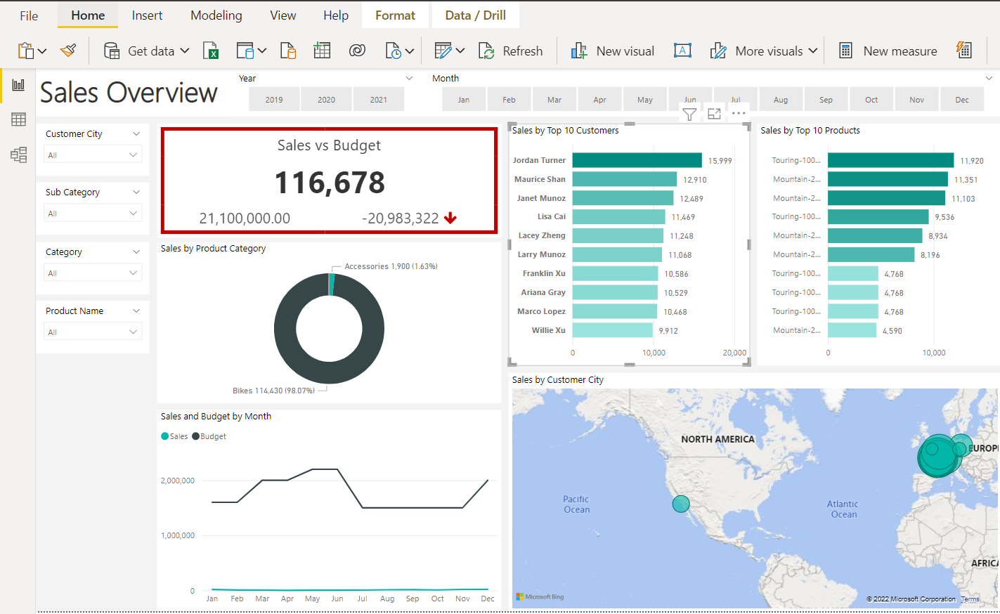 File Home Insert Modeling View Help Format Data / Drill
Get data Refresh New visual A More visuals New measure
Sales Overview
Year
2019 2020 2021
Month
Jan Feb Mar Apr May Jun Jul Aug Sep Oct Nov Dec
Customer City
All
Sub Category
All
Category
All
Product Name
All
Sales vs Budget
116,678
21,100,000.00 -20,983,322
Sales by Product Category
Accessories 1,900 (1.63%)
Bikes 114,430 (98.07%)
Sales and Budget by Month
Sales Budget
2,000,000
1,000,000
0
Jan Feb Mar Apr May Jun Jul Aug Sep Oct Nov Dec
Sales by Top 10 Customers
Jordan Turner 15,999
Maurice Shan 12,910
Janet Munoz 12,489
Lisa Cai 11,469
Lacey Zheng 11,248
Larry Munoz 11,068
Franklin Xu 10,586
Ariana Gray 10,529
Marco Lopez 10,468
Willie Xu 9,912
0 10,000 20,000
Sales by Top 10 Products
Touring-100... 11,920
Mountain-2... 11,351
Mountain-2... 11,103
Touring-100... 9,536
Mountain-2... 8,934
Mountain-2... 8,196
Touring-100... 4,768
Touring-100... 4,768
Touring-100... 4,768
Mountain-2... 4,590
0 10,000
Sales by Customer City
NORTH AMERICA
EUROP
Pacific
Ocean
Atlantic
Ocean
AFRICA
Microsoft Bing
© 2022 Microsoft Corporation Terms